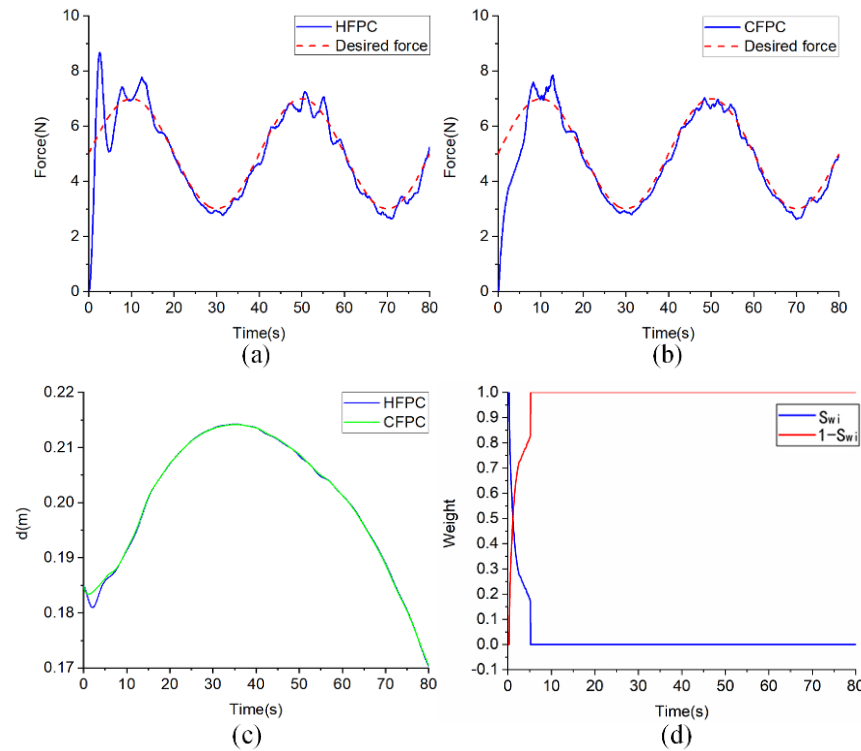 HFPC
Desired force
10
8
6
4
2
0
Force(N)
0 10 20 30 40 50 60 70 80
Time(s)
(a)
CFPC
Desired force
10
8
6
4
2
0
Force(N)
0 10 20 30 40 50 60 70 80
Time(s)
(b)
HFPC
CFPC
0.22
0.21
0.20
0.19
0.18
0.17
d(m)
0 10 20 30 40 50 60 70 80
Time(s)
(c)
Swi
1-Swi
1.0
0.9
0.8
0.7
0.6
0.5
0.4
0.3
0.2
0.1
0.0
-0.1
Weight
0 10 20 30 40 50 60 70 80
Time(s)
(d)